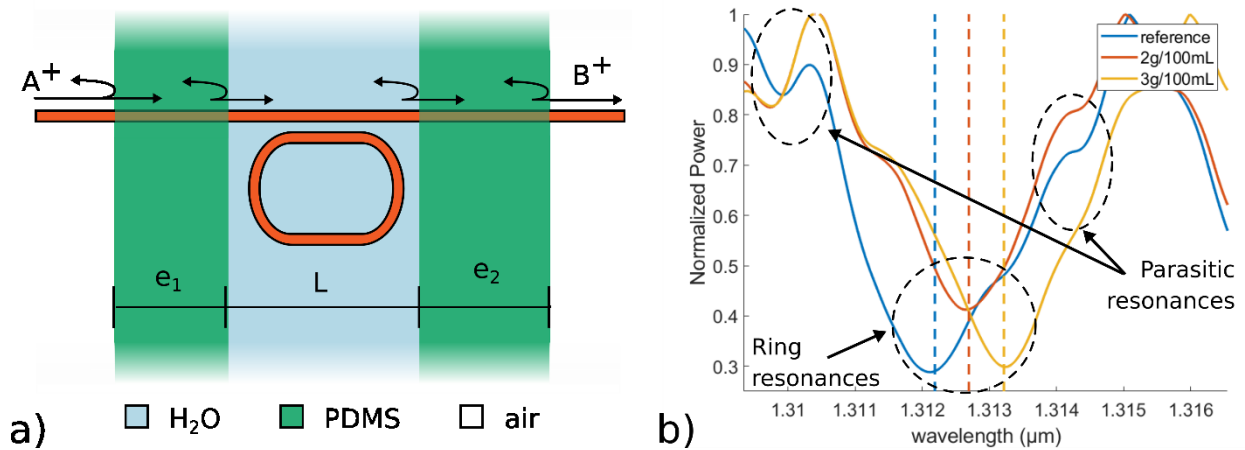 A+
B+
e1
L
e2
a)
H2O
PDMS
air
b)
Normalized Power
1
0.9
0.8
0.7
0.6
0.5
0.4
0.3
reference
2g/100mL
3g/100mL
Parasitic
resonances
Ring
resonances
1.31
1.311
1.312
1.313
1.314
1.315
1.316
wavelength (μm)